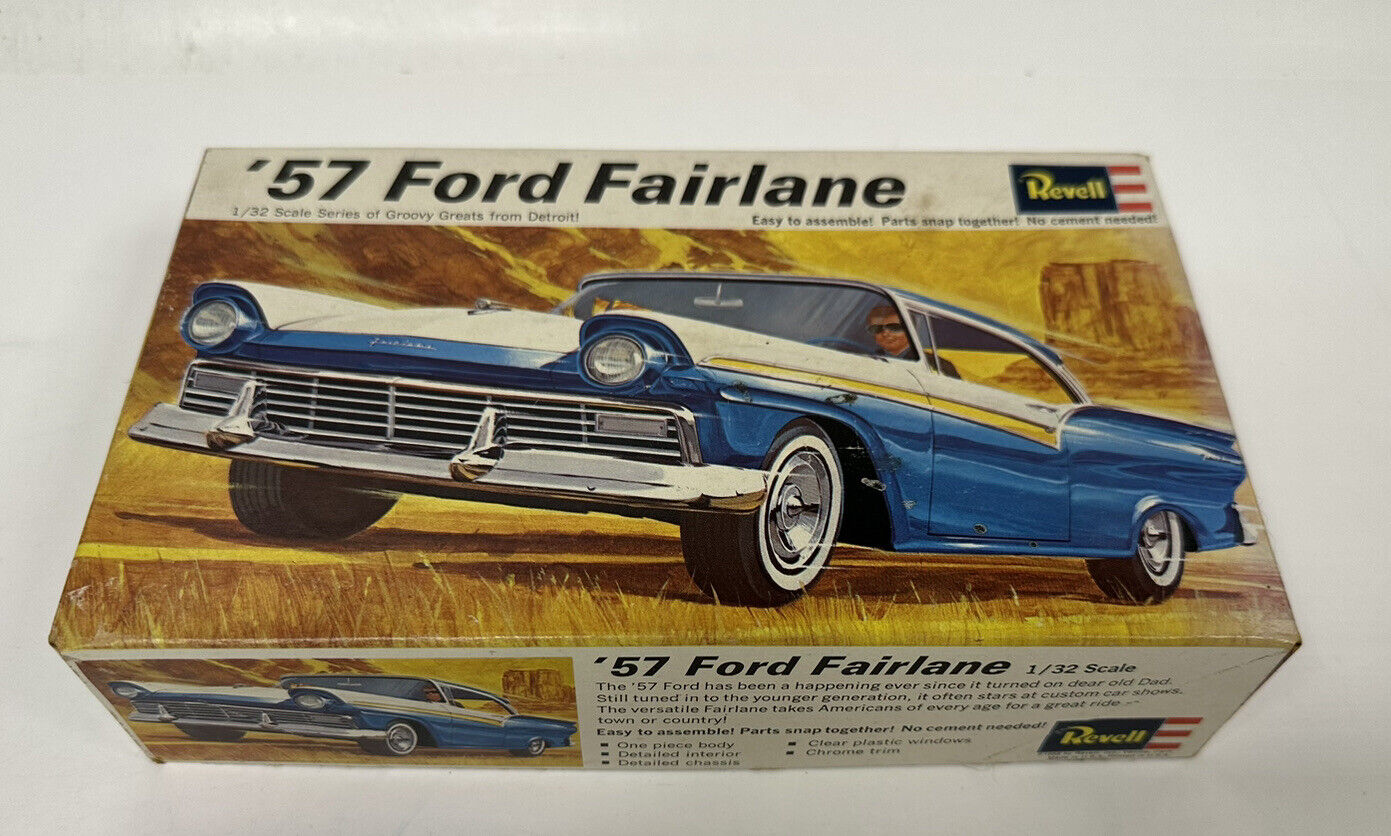 '57 Ford Fairlane
Revell
1/32 Scale Series of Groovy Greats from Detroit!
Easy to assemble! Parts snap together! No cement needed!
Fairlane
'57 Ford Fairlane 1/32 Scale
The '57 Ford has been a happening ever since it turned on dear old Dad.
Still tuned in to the younger generation, it often stars at custom car shows.
The versatile Fairlane takes Americans of every age for a great ride —
town or country!
Easy to assemble! Parts snap together! No cement needed!
▪ One piece body
▪ Detailed interior
▪ Detailed chassis
▪ Clear plastic windows
▪ Chrome trim
Revell